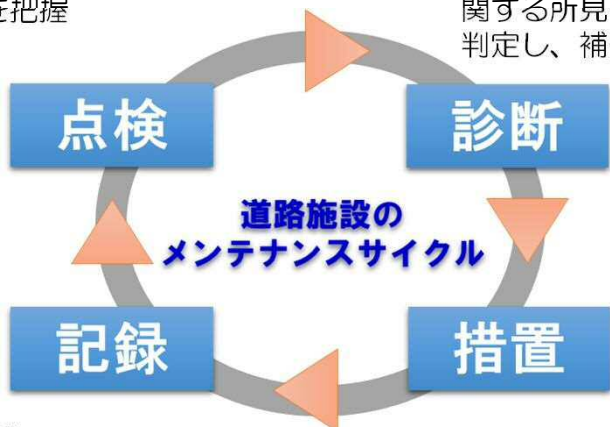 を把握
関する所見
判定し、補
点検
診断
道路施設の
メンテナンスサイクル
記録
措置